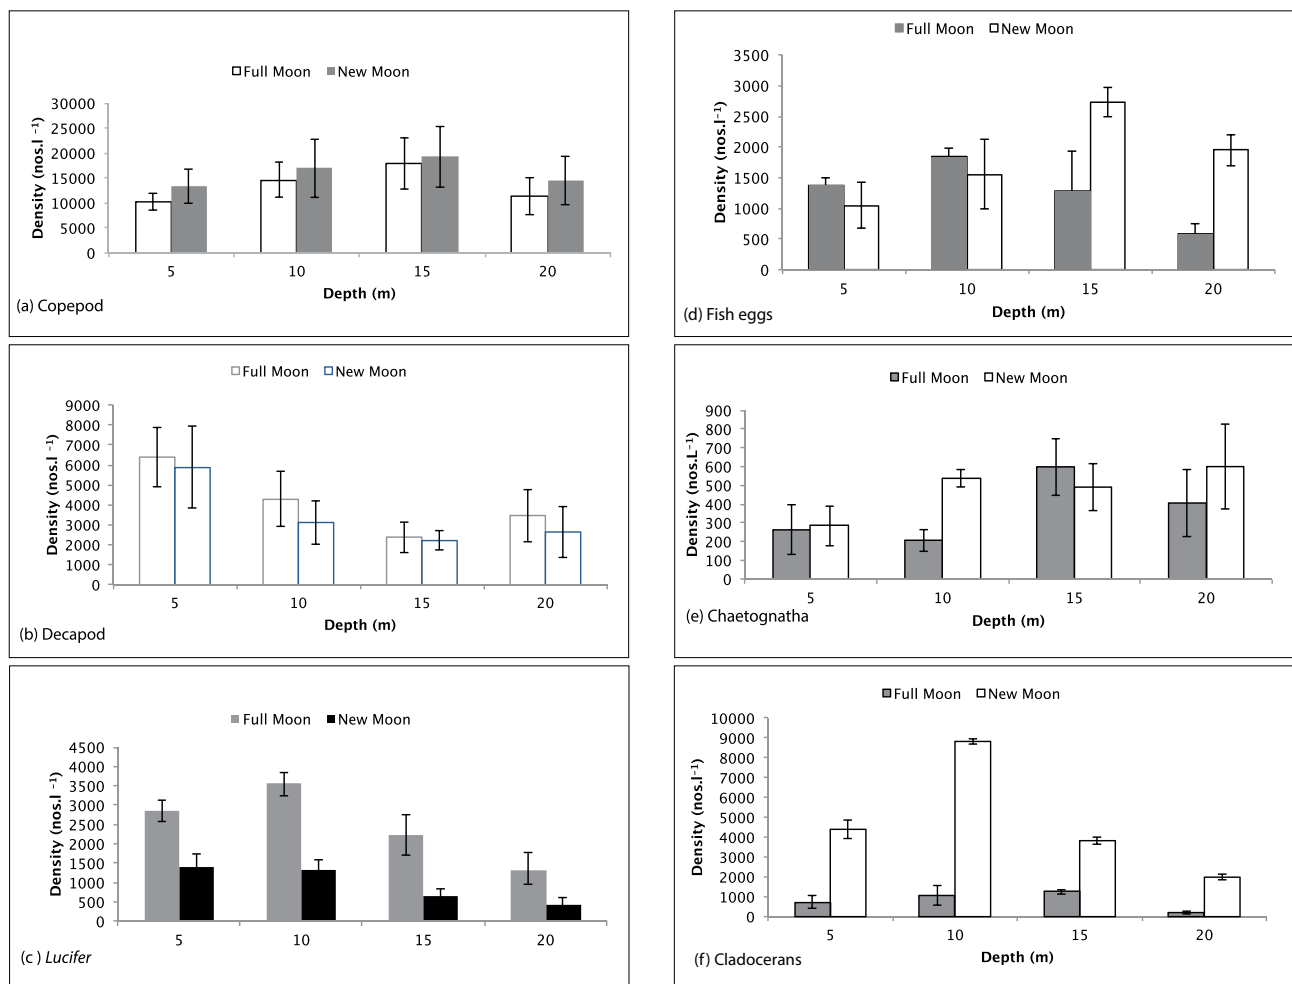 Full Moon New Moon
Density (nos.l ⁻¹)
30000
25000
20000
15000
10000
5000
0
5 10 15 20
Depth (m)
(a) Copepod
Full Moon New Moon
Density (nos.l ⁻¹)
9000
8000
7000
6000
5000
4000
3000
2000
1000
0
5 10 15 20
Depth (m)
(b) Decapod
Full Moon New Moon
Density (nos.l ⁻¹)
4500
4000
3500
3000
2500
2000
1500
1000
500
0
5 10 15 20
(c ) Lucifer
Full Moon New Moon
Density (nos.l⁻¹)
3500
3000
2500
2000
1500
1000
500
0
5 10 15 20
Depth (m)
(d) Fish eggs
Full Moon New Moon
Density (nos.L⁻¹)
900
800
700
600
500
400
300
200
100
0
5 10 15 20
Depth (m)
(e) Chaetognatha
Full Moon New Moon
Density (nos.l⁻¹)
10000
9000
8000
7000
6000
5000
4000
3000
2000
1000
0
5 10 15 20
Depth (m)
(f) Cladocerans